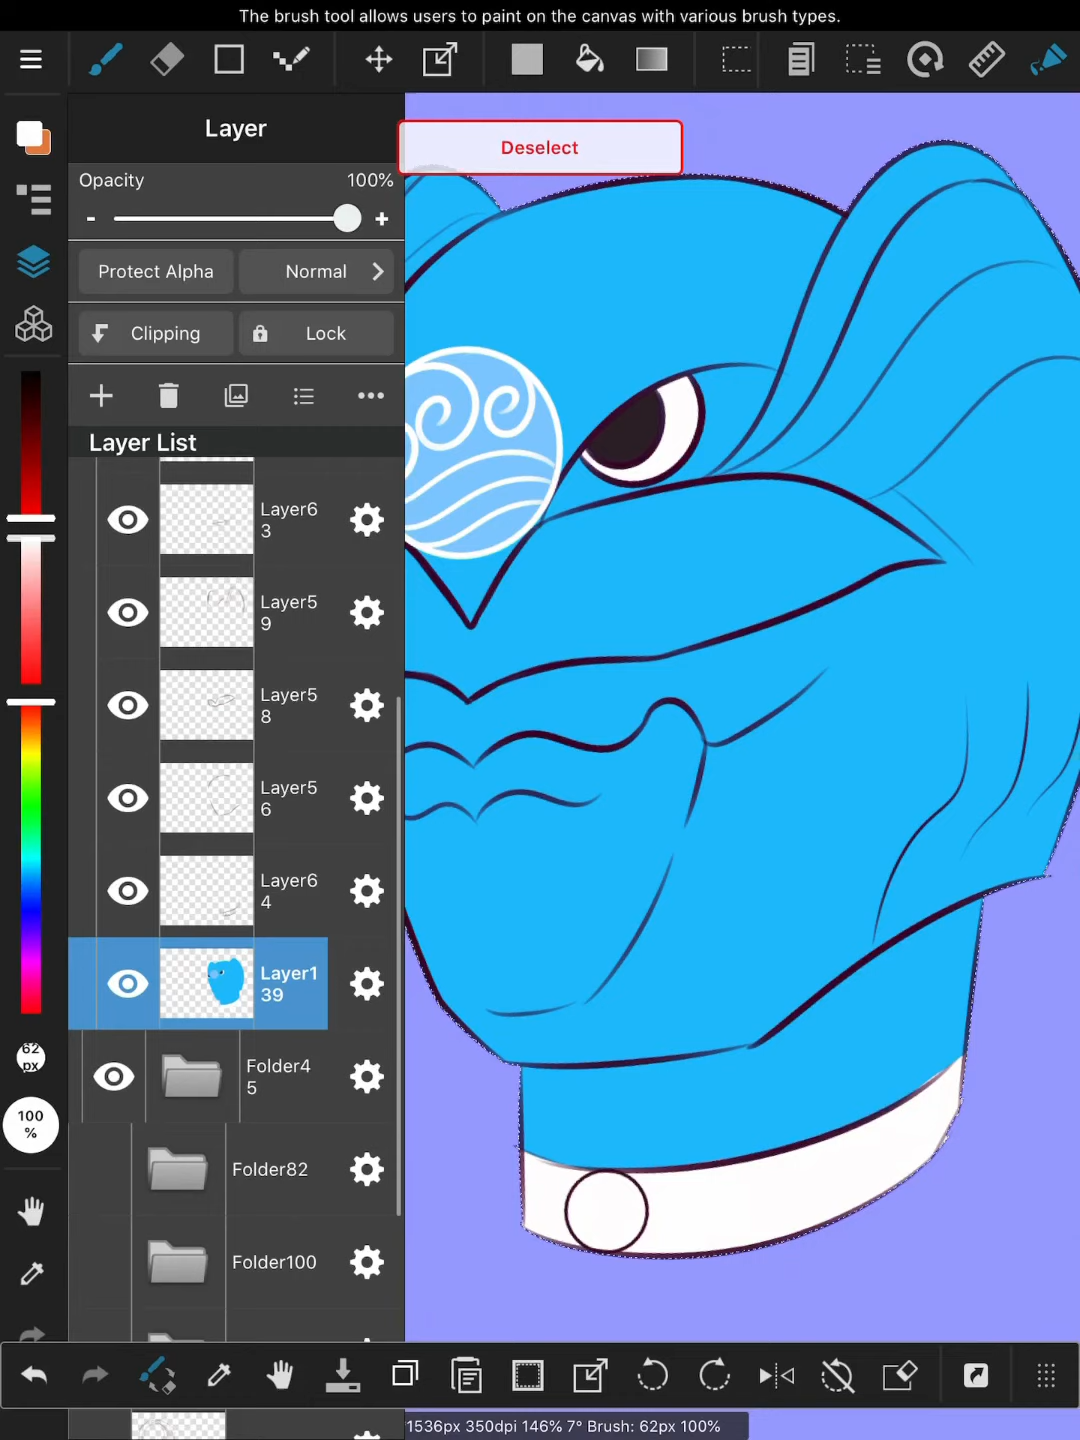 The brush tool allows users to paint on the canvas with various brush types.
Layer
Deselect
Opacity
100%
-
+
Protect Alpha
Normal
Clipping
Lock
Layer List
Layer6
3
Layer5
9
Layer5
8
Layer5
6
Layer6
4
Layer1
39
62
px
Folder4
5
100
%
Folder82
Folder100
1536px 350dpi 146% 7° Brush: 62px 100%